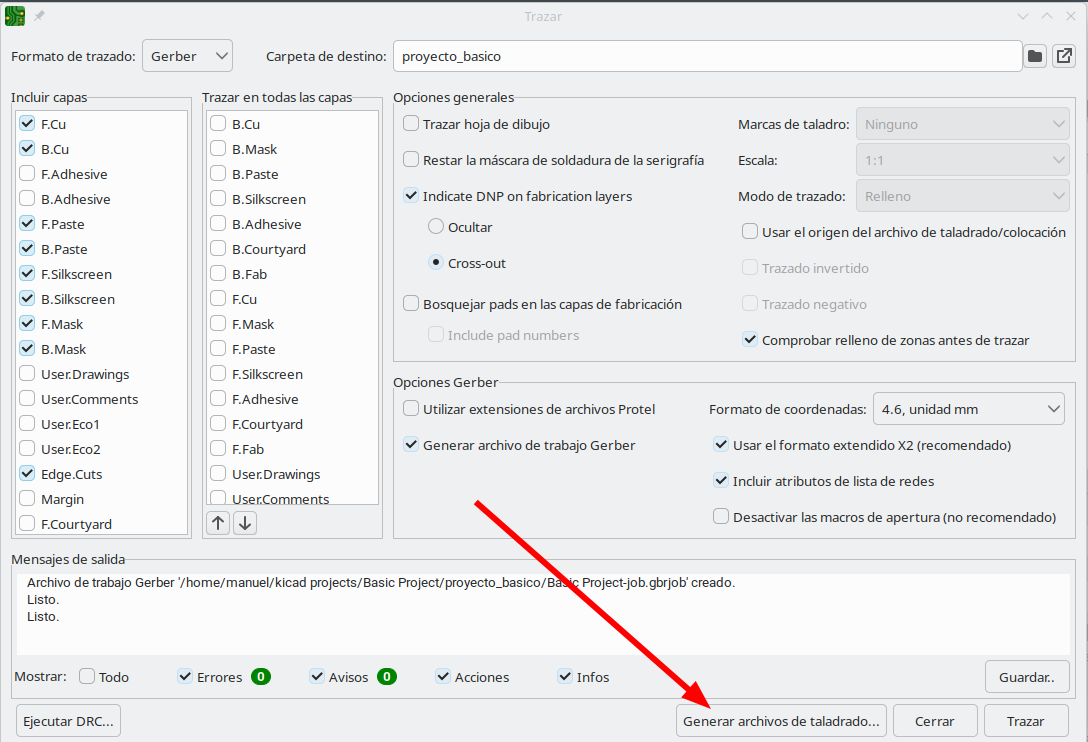 Trazar
Formato de trazado: Gerber Carpeta de destino: proyecto_basico
Incluir capas
F.Cu
B.Cu
F.Adhesive
B.Adhesive
F.Paste
B.Paste
F.Silkscreen
B.Silkscreen
F.Mask
B.Mask
User.Drawings
User.Comments
User.Eco1
User.Eco2
Edge.Cuts
Margin
F.Courtyard
Trazar en todas las capas
B.Cu
B.Mask
B.Paste
B.Silkscreen
B.Adhesive
B.Courtyard
B.Fab
F.Cu
F.Mask
F.Paste
F.Silkscreen
F.Adhesive
F.Courtyard
F.Fab
User.Drawings
User.Comments
Opciones generales
Trazar hoja de dibujo
Restar la máscara de soldadura de la serigrafía
Indicate DNP on fabrication layers
Ocultar
Cross-out
Bosquejar pads en las capas de fabricación
Include pad numbers
Marcas de taladro: Ninguno
Escala: 1:1
Modo de trazado: Relleno
Usar el origen del archivo de taladrado/colocación
Trazado invertido
Trazado negativo
Comprobar relleno de zonas antes de trazar
Opciones Gerber
Utilizar extensiones de archivos Protel
Generar archivo de trabajo Gerber
Formato de coordenadas: 4.6, unidad mm
Usar el formato extendido X2 (recomendado)
Incluir atributos de lista de redes
Desactivar las macros de apertura (no recomendado)
Mensajes de salida
Archivo de trabajo Gerber '/home/manuel/kicad projects/Basic Project/proyecto_basico/Basic Project-job.gbrjob' creado.
Listo.
Listo.
Mostrar: Todo Errores 0 Avisos 0 Acciones Infos Guardar..
Ejecutar DRC... Generar archivos de taladrado... Cerrar Trazar